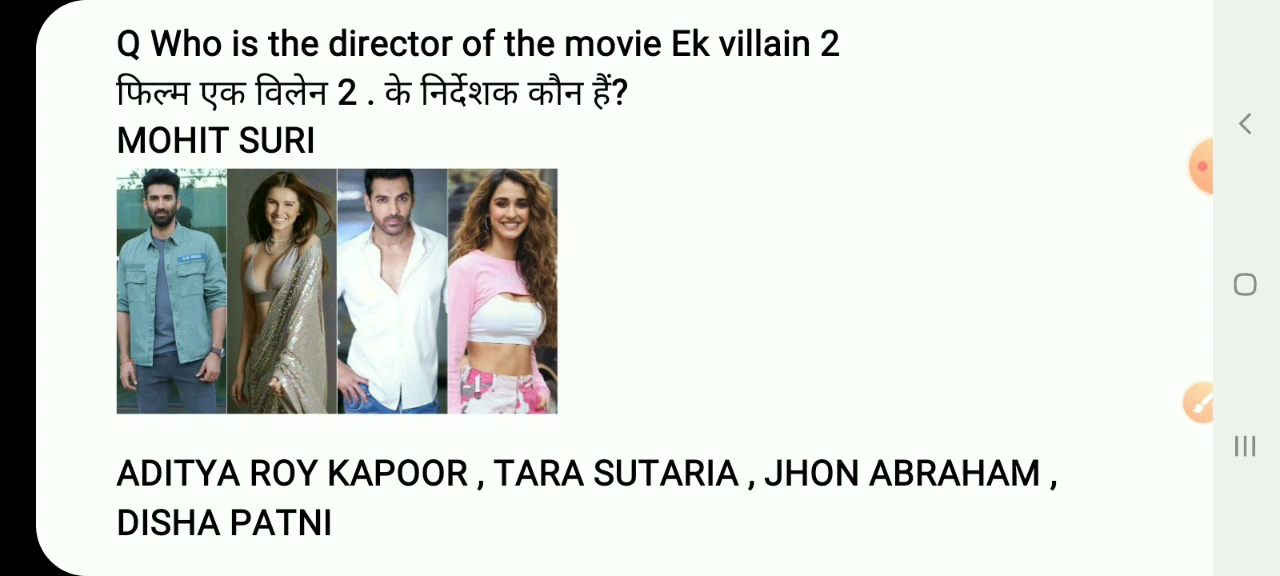 Q Who is the director of the movie Ek villain 2
फिल्म एक विलेन 2 . के निर्देशक कौन हैं?
MOHIT SURI
ADITYA ROY KAPOOR , TARA SUTARIA , JHON ABRAHAM ,
DISHA PATNI